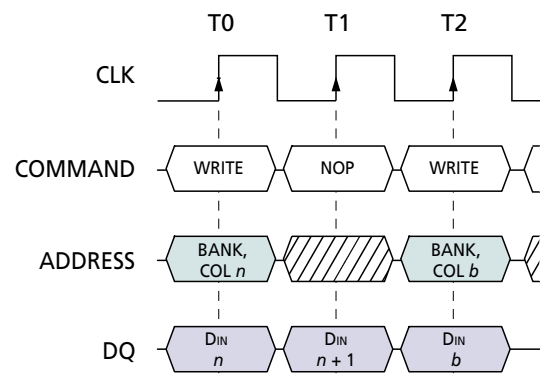 T0 T1 T2
CLK
COMMAND WRITE NOP WRITE
ADDRESS BANK, COL n BANK, COL b
DQ DIN n DIN n + 1 DIN b